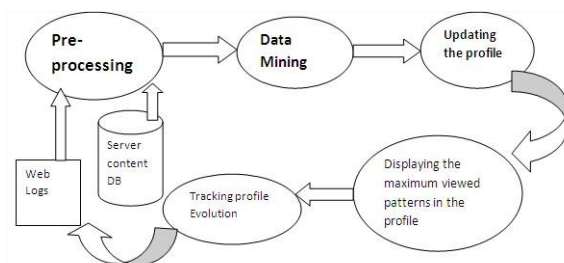 Pre-
processing
Data
Mining
Updating
the profile
Server
content
DB
Web
Logs
Tracking profile
Evolution
Displaying the
maximum viewed
patterns in the
profile